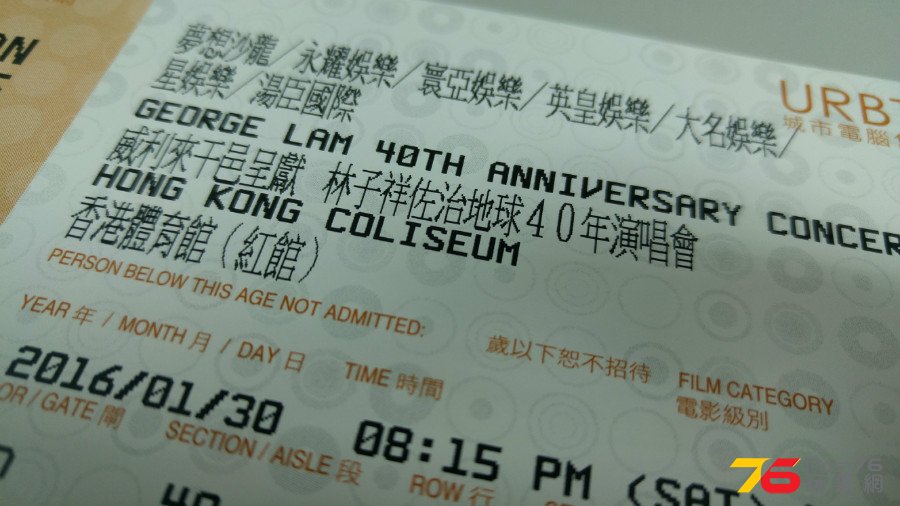 ON
夢想沙龍／永耀娛樂／寰亞娛樂／英皇娛樂／大名娛樂／
星娛樂／湯臣國際
URBT
城市電腦
GEORGE LAM 40TH ANNIVERSARY CONCER
威利來干邑呈獻 林子祥佐治地球４０年演唱會
HONG KONG COLISEUM
香港體育館（紅館）
PERSON BELOW THIS AGE NOT ADMITTED:
歲以下恕不招待
YEAR 年 / MONTH 月 / DAY 日
TIME 時間
FILM CATEGORY
電影級別
2016/01/30
08:15 PM (SAT)
OR / GATE 閘
SECTION / AISLE 段
ROW 行
40
76